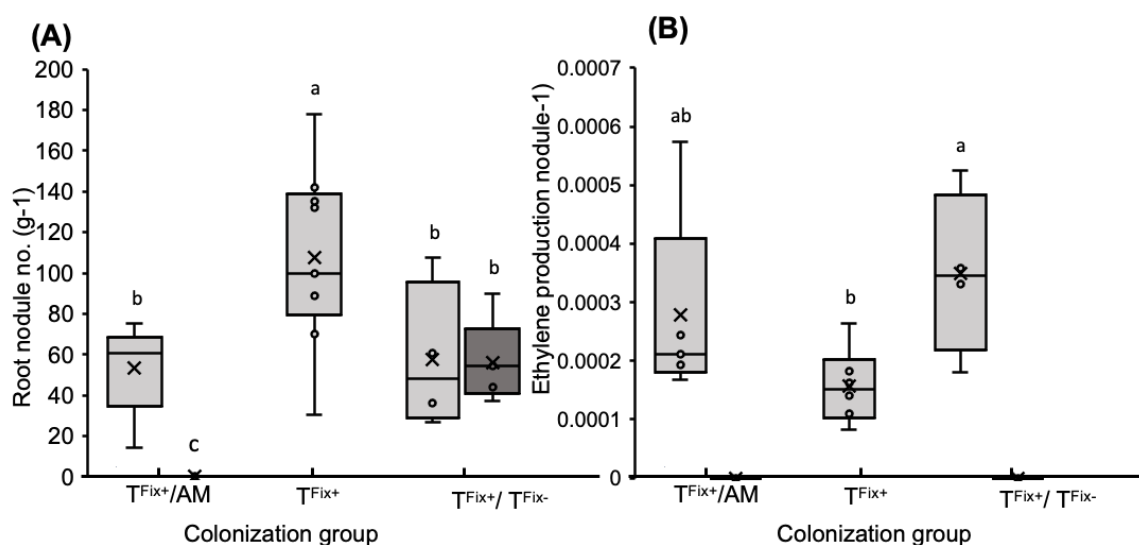 (A)
Root nodule no. (g-1)
200
180
160
140
120
100
80
60
40
20
0
b
c
a
b
b
TFix+/AM
TFix+
TFix+/ TFix-
Colonization group
(B)
Ethylene production nodule-1)
0.0007
0.0006
0.0005
0.0004
0.0003
0.0002
0.0001
0
ab
b
a
TFix+/AM
TFix+
TFix+/ TFix-
Colonization group